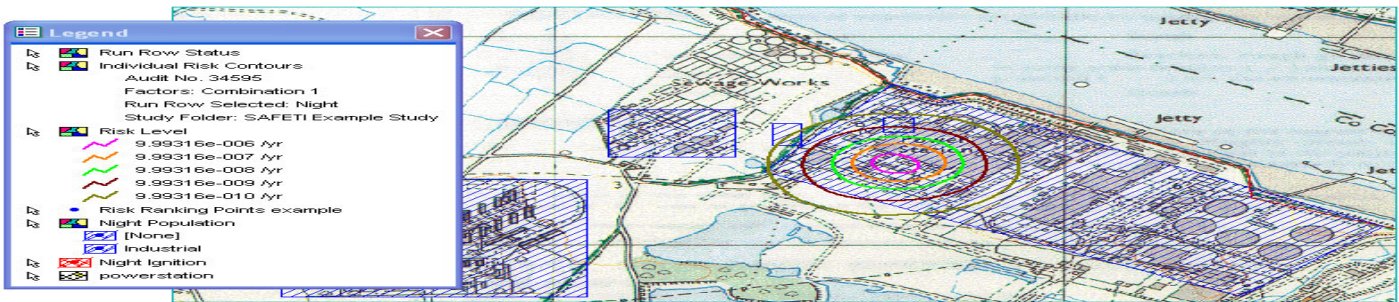 Legend
Run Row Status
Individual Risk Contours
Audit No. 34595
Factors: Combination 1
Run Row Selected: Night
Study Folder: SAFETI Example Study
Risk Level
9.99316e-006 /yr
9.99316e-007 /yr
9.99316e-008 /yr
9.99316e-009 /yr
9.99316e-010 /yr
Risk Ranking Points example
Night Population
[None]
Industrial
Night Ignition
powerstation
Jetty
Jetties
Sewage Works
Jetty
Co
3